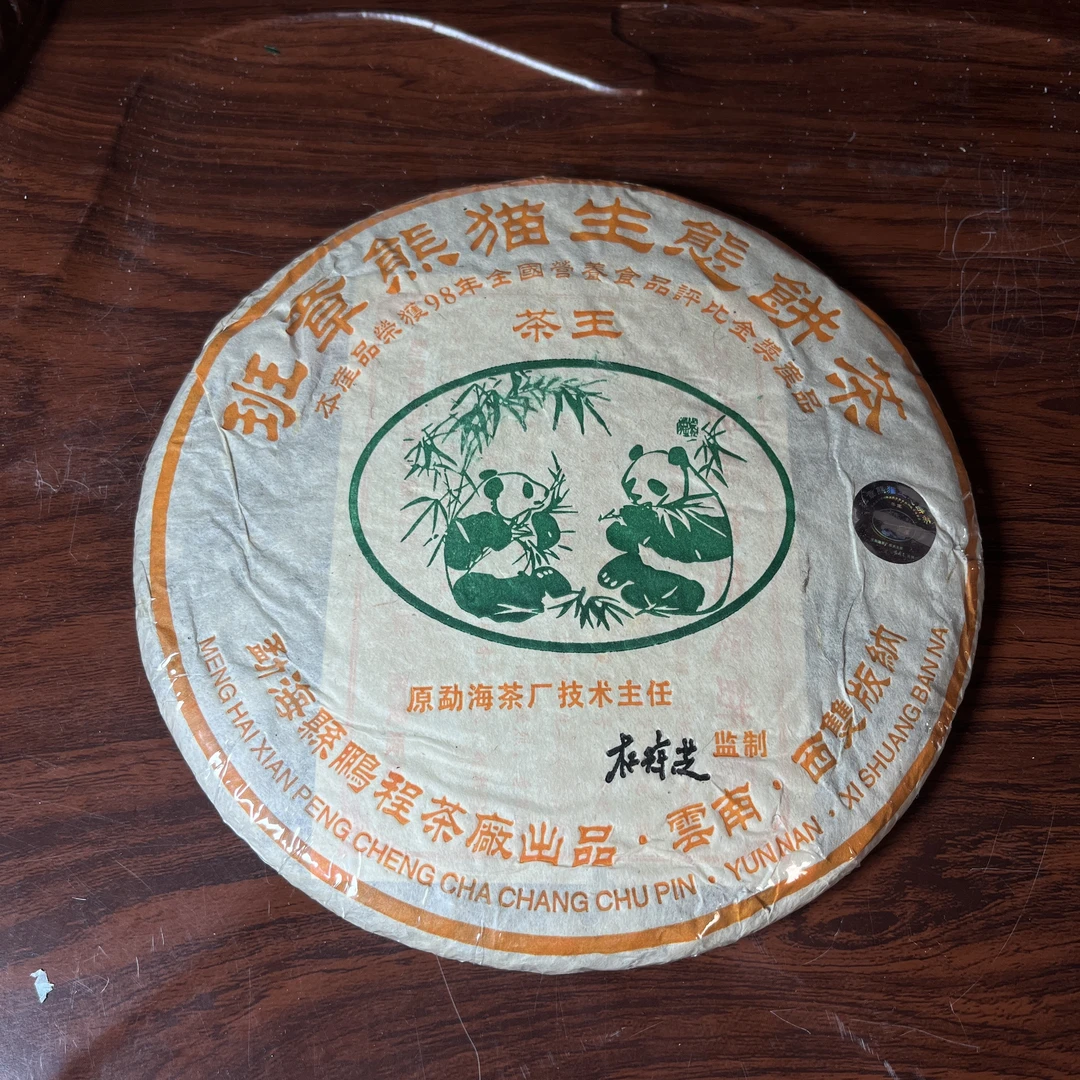 班章熊猫生態餅茶
本產品榮獲98年全國營養食品評比金獎產品
茶王
原勐海茶厂技术主任
监制
勐海縣鵬程茶廠出品·雲南·西雙版納
MENG HAI XIAN PENG CHENG CHA CHANG CHU PIN · YUN NAN · XI SHUANG BAN NA